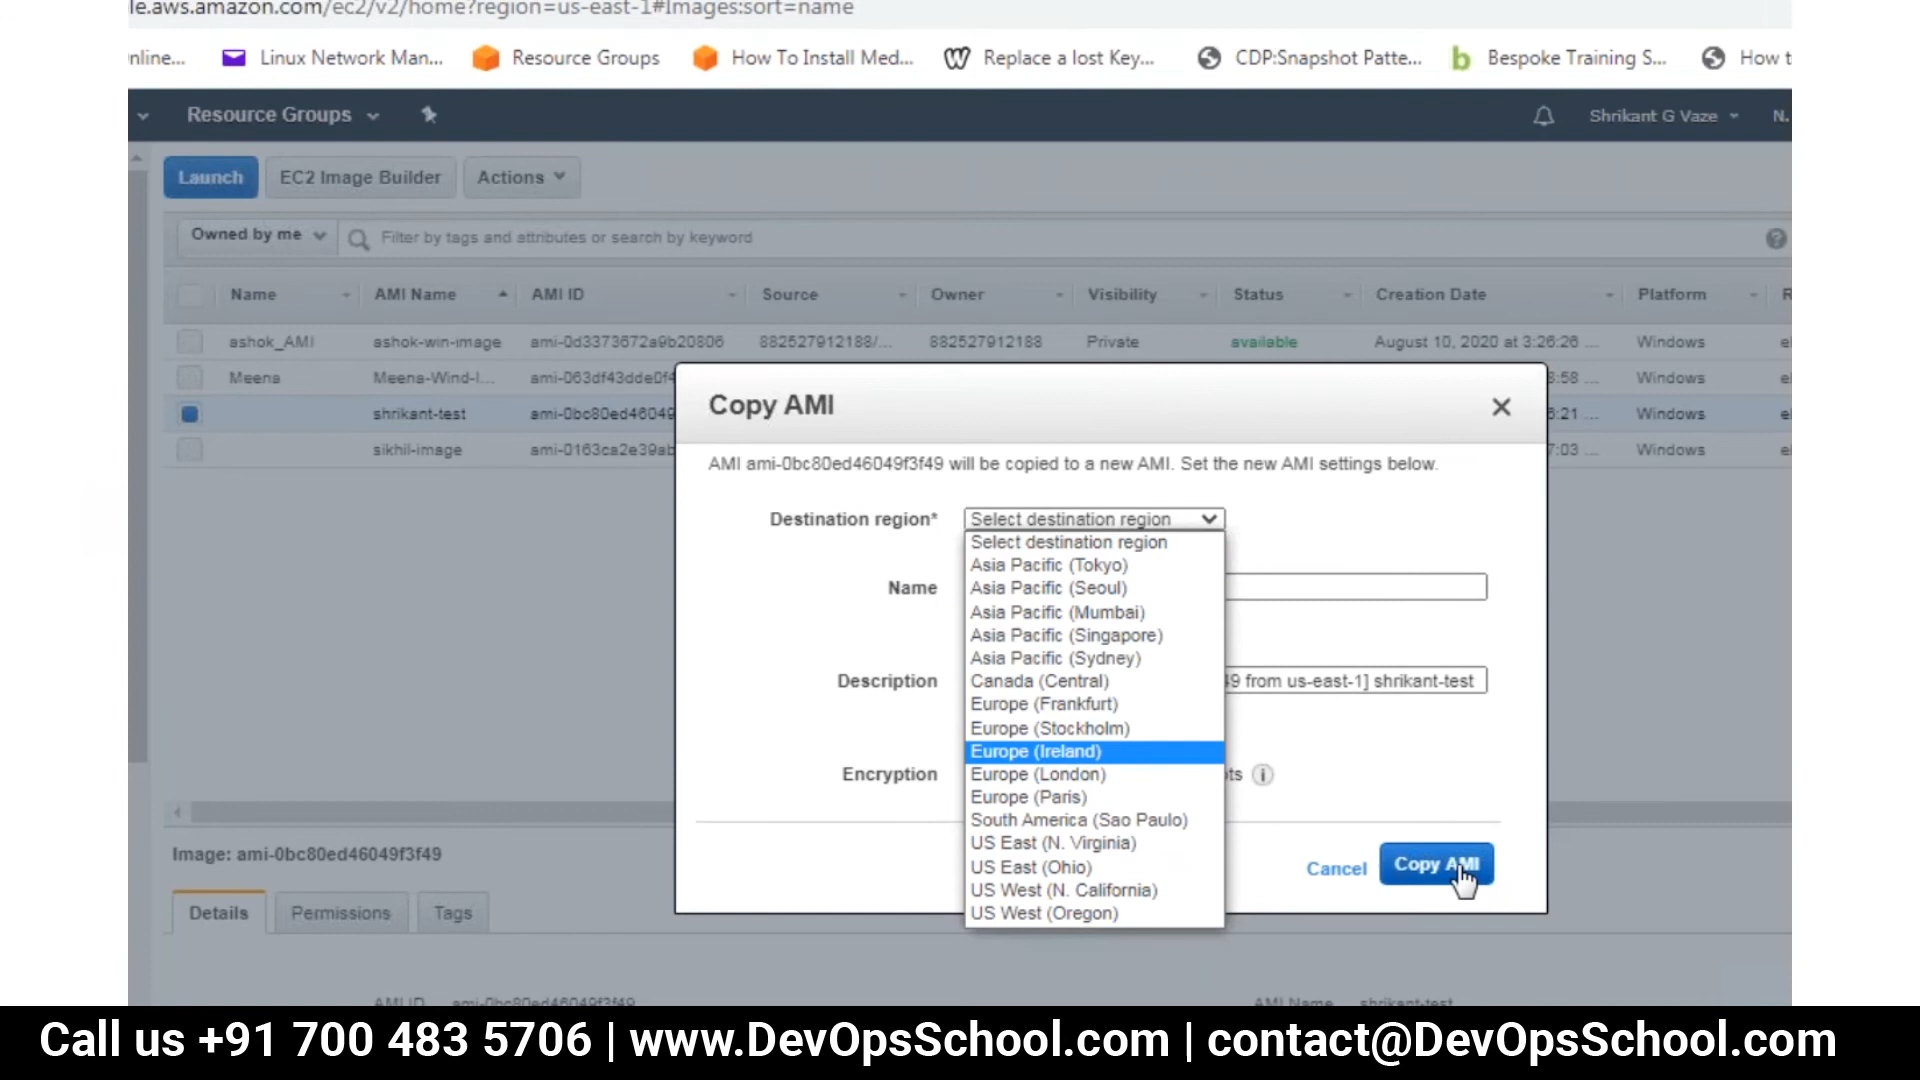 le.aws.amazon.com/ec2/v2/home?region=us-east-1#Images:sort=name
nline... Linux Network Man... Resource Groups How To Install Med... Replace a lost Key... CDP:Snapshot Patte... Bespoke Training S... How t
Resource Groups Shrikant G Vaze N.
Launch EC2 Image Builder Actions
Owned by me Filter by tags and attributes or search by keyword
Name AMI Name AMI ID Source Owner Visibility Status Creation Date Platform R
ashok_AMI ashok-win-image ami-0d3373672a9b20806 882527912188/... 882527912188 Private available August 10, 2020 at 3:26:26 ... Windows e
Meena Meena-Wind-I... ami-063df43dde0f4 3:58 ... Windows e
shrikant-test ami-0bc80ed46049 6:21 ... Windows e
sikhil-image ami-0163ca2e39ab 7:03 ... Windows e
Copy AMI
AMI ami-0bc80ed46049f3f49 will be copied to a new AMI. Set the new AMI settings below.
Destination region* Select destination region
Select destination region
Asia Pacific (Tokyo)
Name Asia Pacific (Seoul)
Asia Pacific (Mumbai)
Asia Pacific (Singapore)
Asia Pacific (Sydney)
Description Canada (Central) 49 from us-east-1] shrikant-test
Europe (Frankfurt)
Europe (Stockholm)
Europe (Ireland)
Encryption Europe (London) ts
Europe (Paris)
South America (Sao Paulo)
US East (N. Virginia)
US East (Ohio)
US West (N. California)
US West (Oregon)
Cancel Copy AMI
Image: ami-0bc80ed46049f3f49
Details Permissions Tags
AMI ID ami-0bc80ed46049f3f49 AMI Name shrikant-test
Call us +91 700 483 5706 | www.DevOpsSchool.com | contact@DevOpsSchool.com